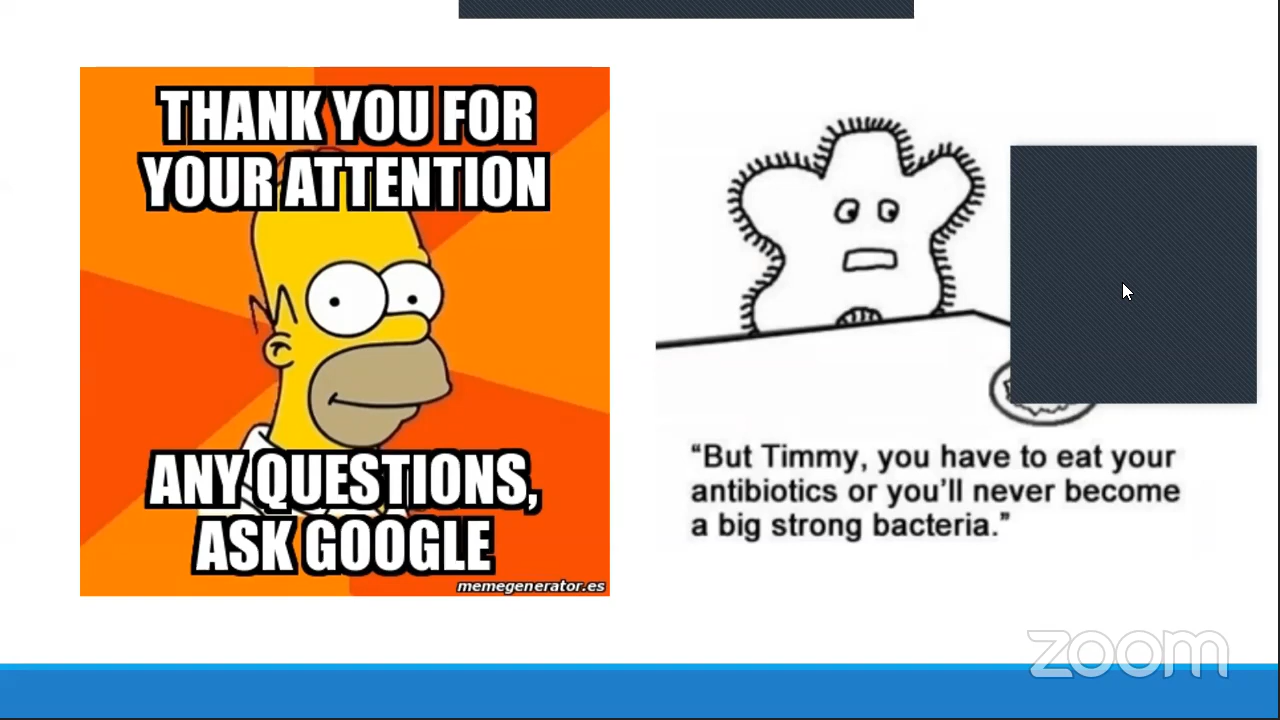 THANK YOU FOR
YOUR ATTENTION
ANY QUESTIONS,
ASK GOOGLE
memegenerator.es
“But Timmy, you have to eat your
antibiotics or you’ll never become
a big strong bacteria.”
zoom